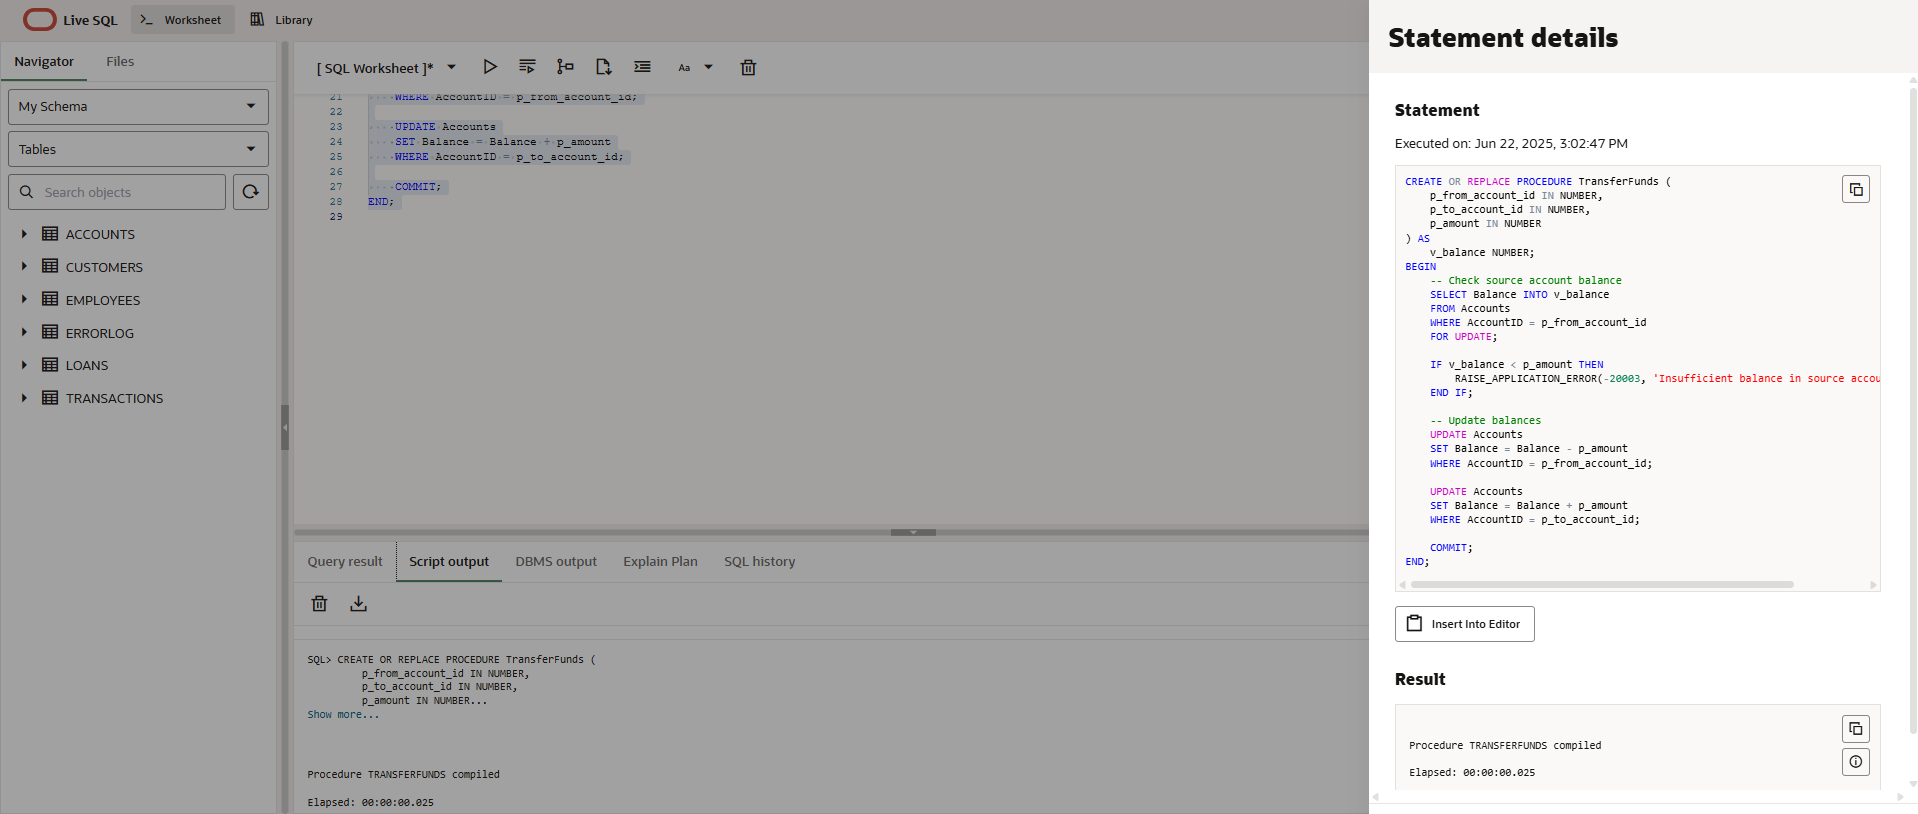 Live SQL
Worksheet
Library
Navigator
Files
My Schema
Tables
Search objects
ACCOUNTS
CUSTOMERS
EMPLOYEES
ERRORLOG
LOANS
TRANSACTIONS
[ SQL Worksheet ]*
Aa
21 WHERE AccountID = p_from_account_id;
22
23 UPDATE Accounts
24 SET Balance = Balance + p_amount
25 WHERE AccountID = p_to_account_id;
26
27 COMMIT;
28 END;
29
Query result
Script output
DBMS output
Explain Plan
SQL history
SQL> CREATE OR REPLACE PROCEDURE TransferFunds (
p_from_account_id IN NUMBER,
p_to_account_id IN NUMBER,
p_amount IN NUMBER...
Show more...
Procedure TRANSFERFUNDS compiled
Elapsed: 00:00:00.025
Statement details
Statement
Executed on: Jun 22, 2025, 3:02:47 PM
CREATE OR REPLACE PROCEDURE TransferFunds (
p_from_account_id IN NUMBER,
p_to_account_id IN NUMBER,
p_amount IN NUMBER
) AS
v_balance NUMBER;
BEGIN
-- Check source account balance
SELECT Balance INTO v_balance
FROM Accounts
WHERE AccountID = p_from_account_id
FOR UPDATE;
IF v_balance < p_amount THEN
RAISE_APPLICATION_ERROR(-20003, 'Insufficient balance in source accou
END IF;
-- Update balances
UPDATE Accounts
SET Balance = Balance - p_amount
WHERE AccountID = p_from_account_id;
UPDATE Accounts
SET Balance = Balance + p_amount
WHERE AccountID = p_to_account_id;
COMMIT;
END;
Insert Into Editor
Result
Procedure TRANSFERFUNDS compiled
Elapsed: 00:00:00.025